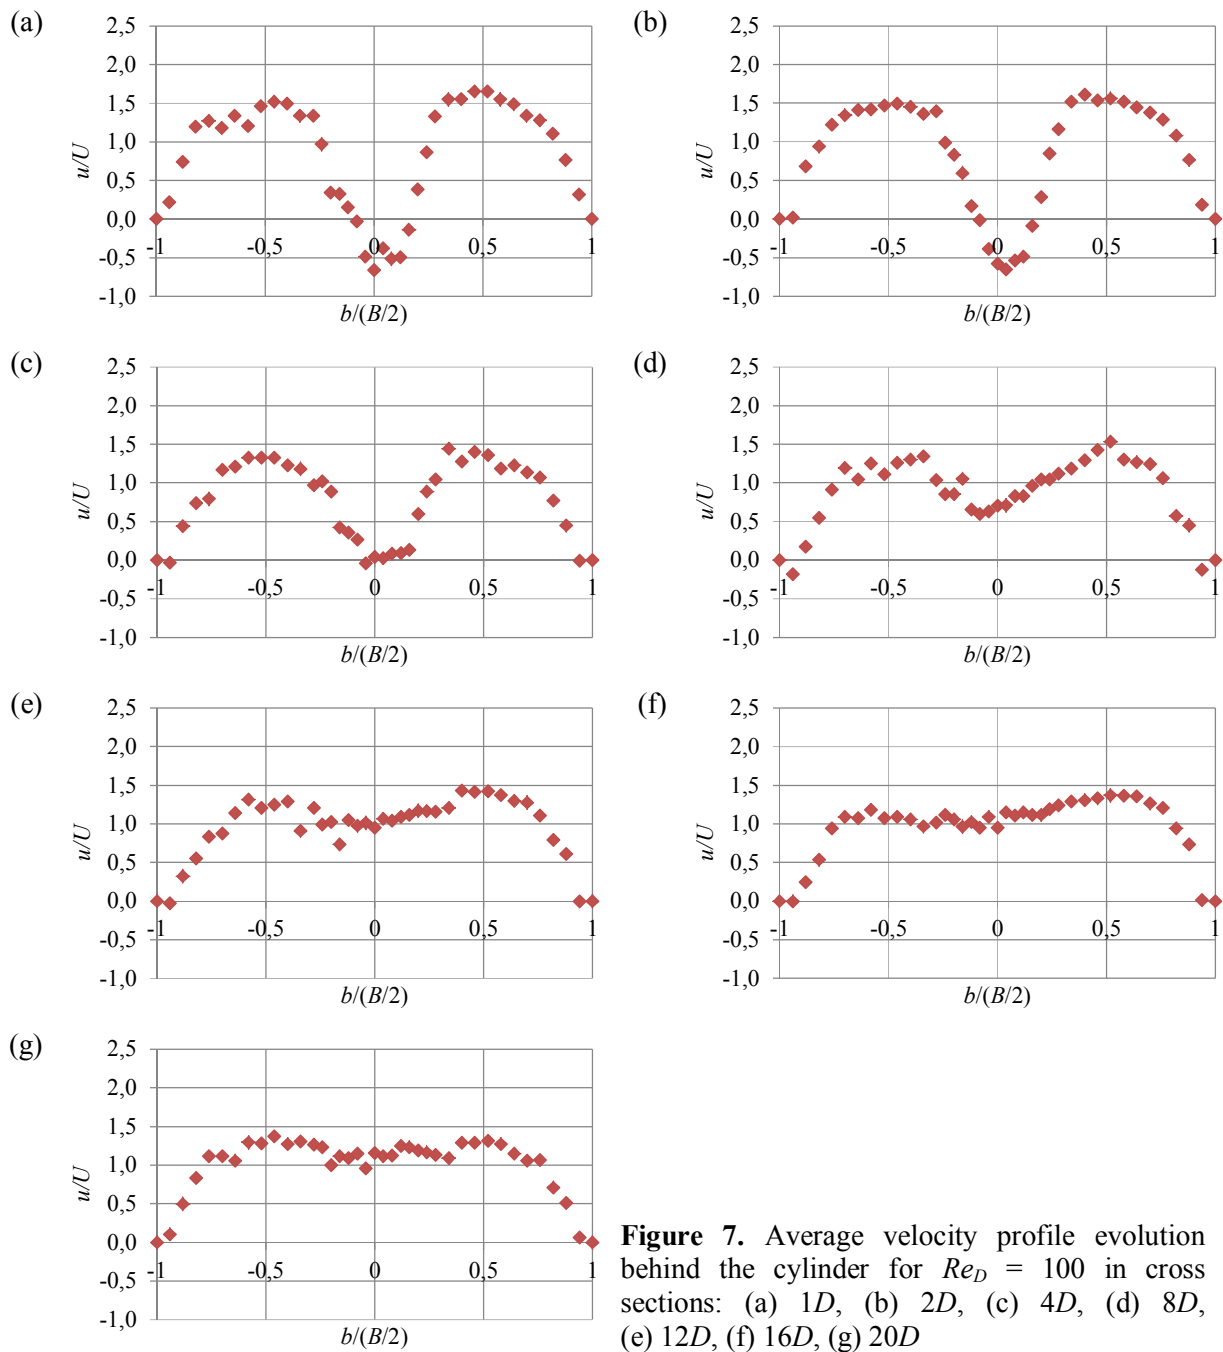 (a)
2,5
2,0
1,5
1,0
0,5
0,0
-0,5
-1,0
u/U
-1 -0,5 0 0,5 1
b/(B/2)
(b)
2,5
2,0
1,5
1,0
0,5
0,0
-0,5
-1,0
u/U
-1 -0,5 0 0,5 1
b/(B/2)
(c)
2,5
2,0
1,5
1,0
0,5
0,0
-0,5
-1,0
u/U
-1 -0,5 0 0,5 1
b/(B/2)
(d)
2,5
2,0
1,5
1,0
0,5
0,0
-0,5
-1,0
u/U
-1 -0,5 0 0,5 1
b/(B/2)
(e)
2,5
2,0
1,5
1,0
0,5
0,0
-0,5
-1,0
u/U
-1 -0,5 0 0,5 1
b/(B/2)
(f)
2,5
2,0
1,5
1,0
0,5
0,0
-0,5
-1,0
u/U
-1 -0,5 0 0,5 1
b/(B/2)
(g)
2,5
2,0
1,5
1,0
0,5
0,0
-0,5
-1,0
u/U
-1 -0,5 0 0,5 1
b/(B/2)
Figure 7. Average velocity profile evolution
behind the cylinder for Re_D = 100 in cross
sections: (a) 1D, (b) 2D, (c) 4D, (d) 8D,
(e) 12D, (f) 16D, (g) 20D